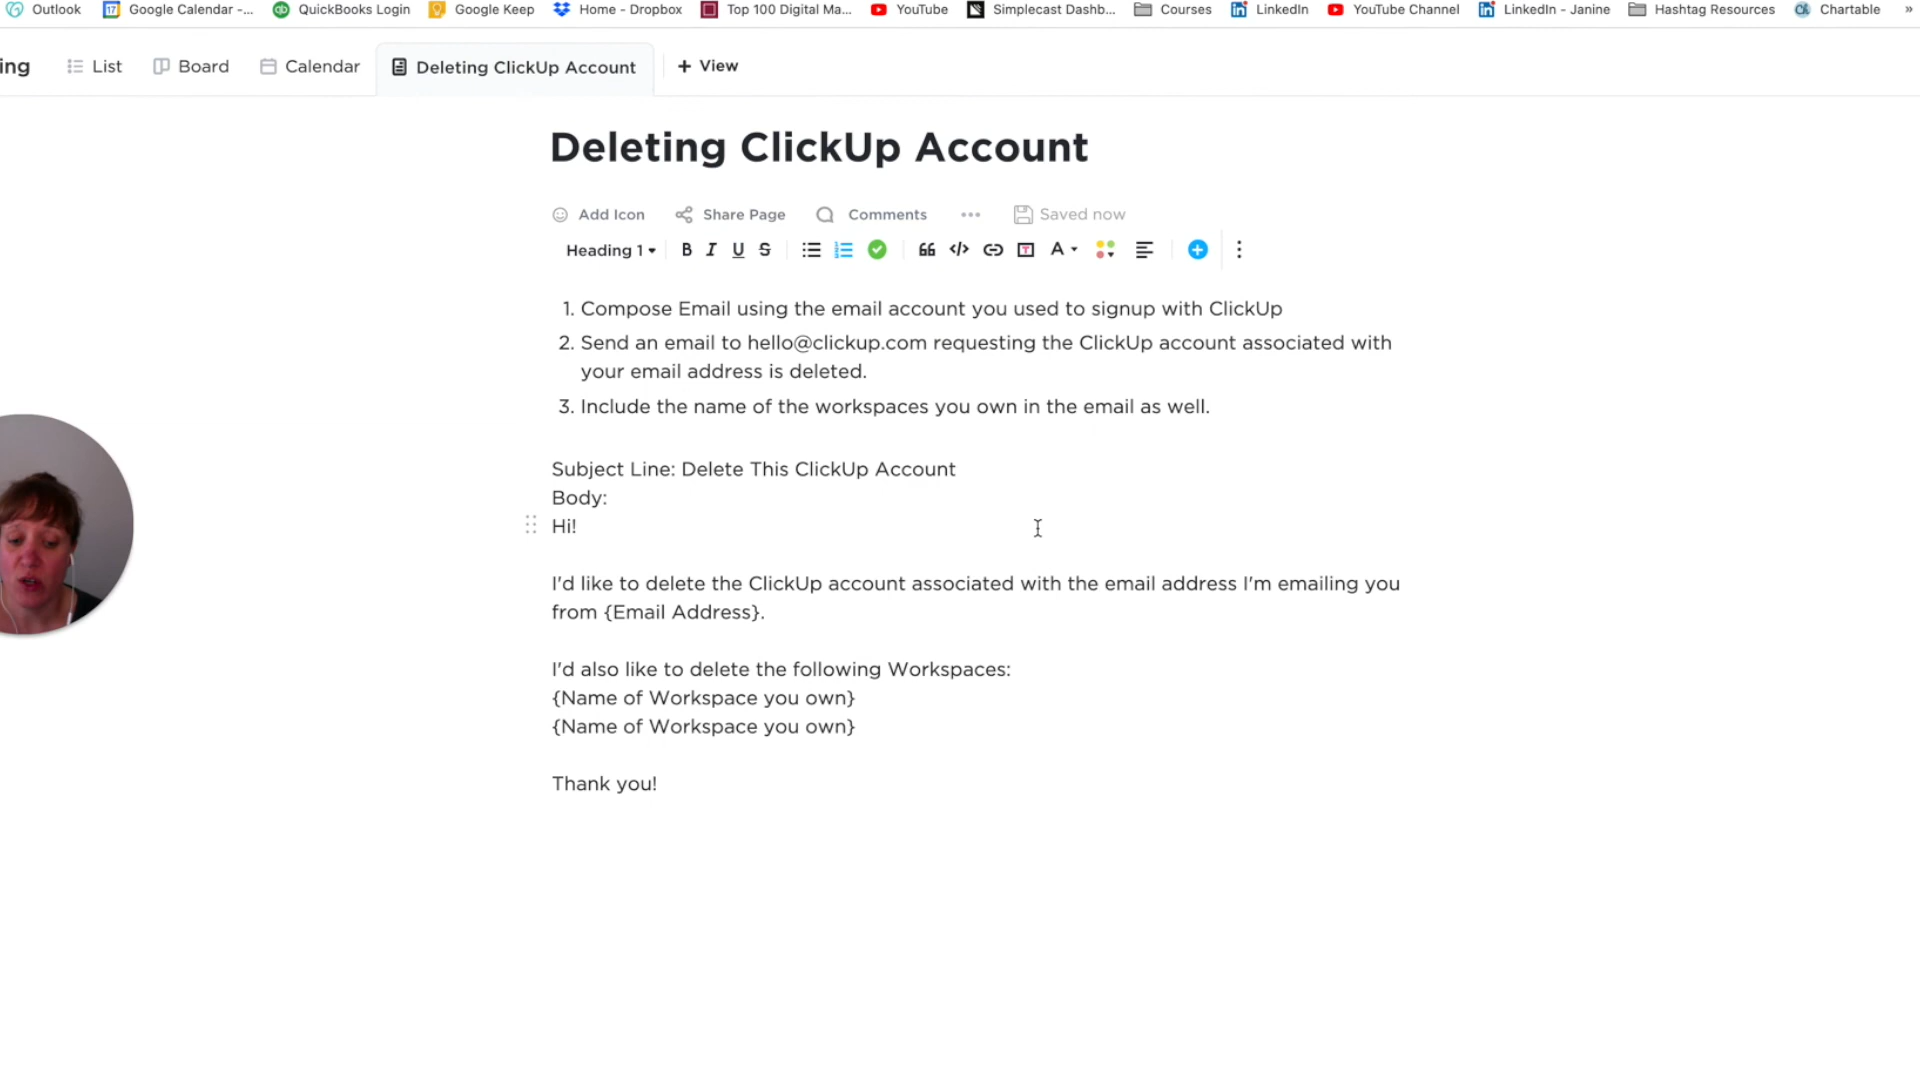 Outlook Google Calendar -... QuickBooks Login Google Keep Home - Dropbox Top 100 Digital Ma... YouTube Simplecast Dashb... Courses LinkedIn YouTube Channel LinkedIn - Janine Hashtag Resources Chartable »
ing List Board Calendar Deleting ClickUp Account + View
Deleting ClickUp Account
Add Icon Share Page Comments ... Saved now
Heading 1 B I U S A
1. Compose Email using the email account you used to signup with ClickUp
2. Send an email to hello@clickup.com requesting the ClickUp account associated with
your email address is deleted.
3. Include the name of the workspaces you own in the email as well.
Subject Line: Delete This ClickUp Account
Body:
Hi!
I'd like to delete the ClickUp account associated with the email address I'm emailing you
from {Email Address}.
I'd also like to delete the following Workspaces:
{Name of Workspace you own}
{Name of Workspace you own}
Thank you!